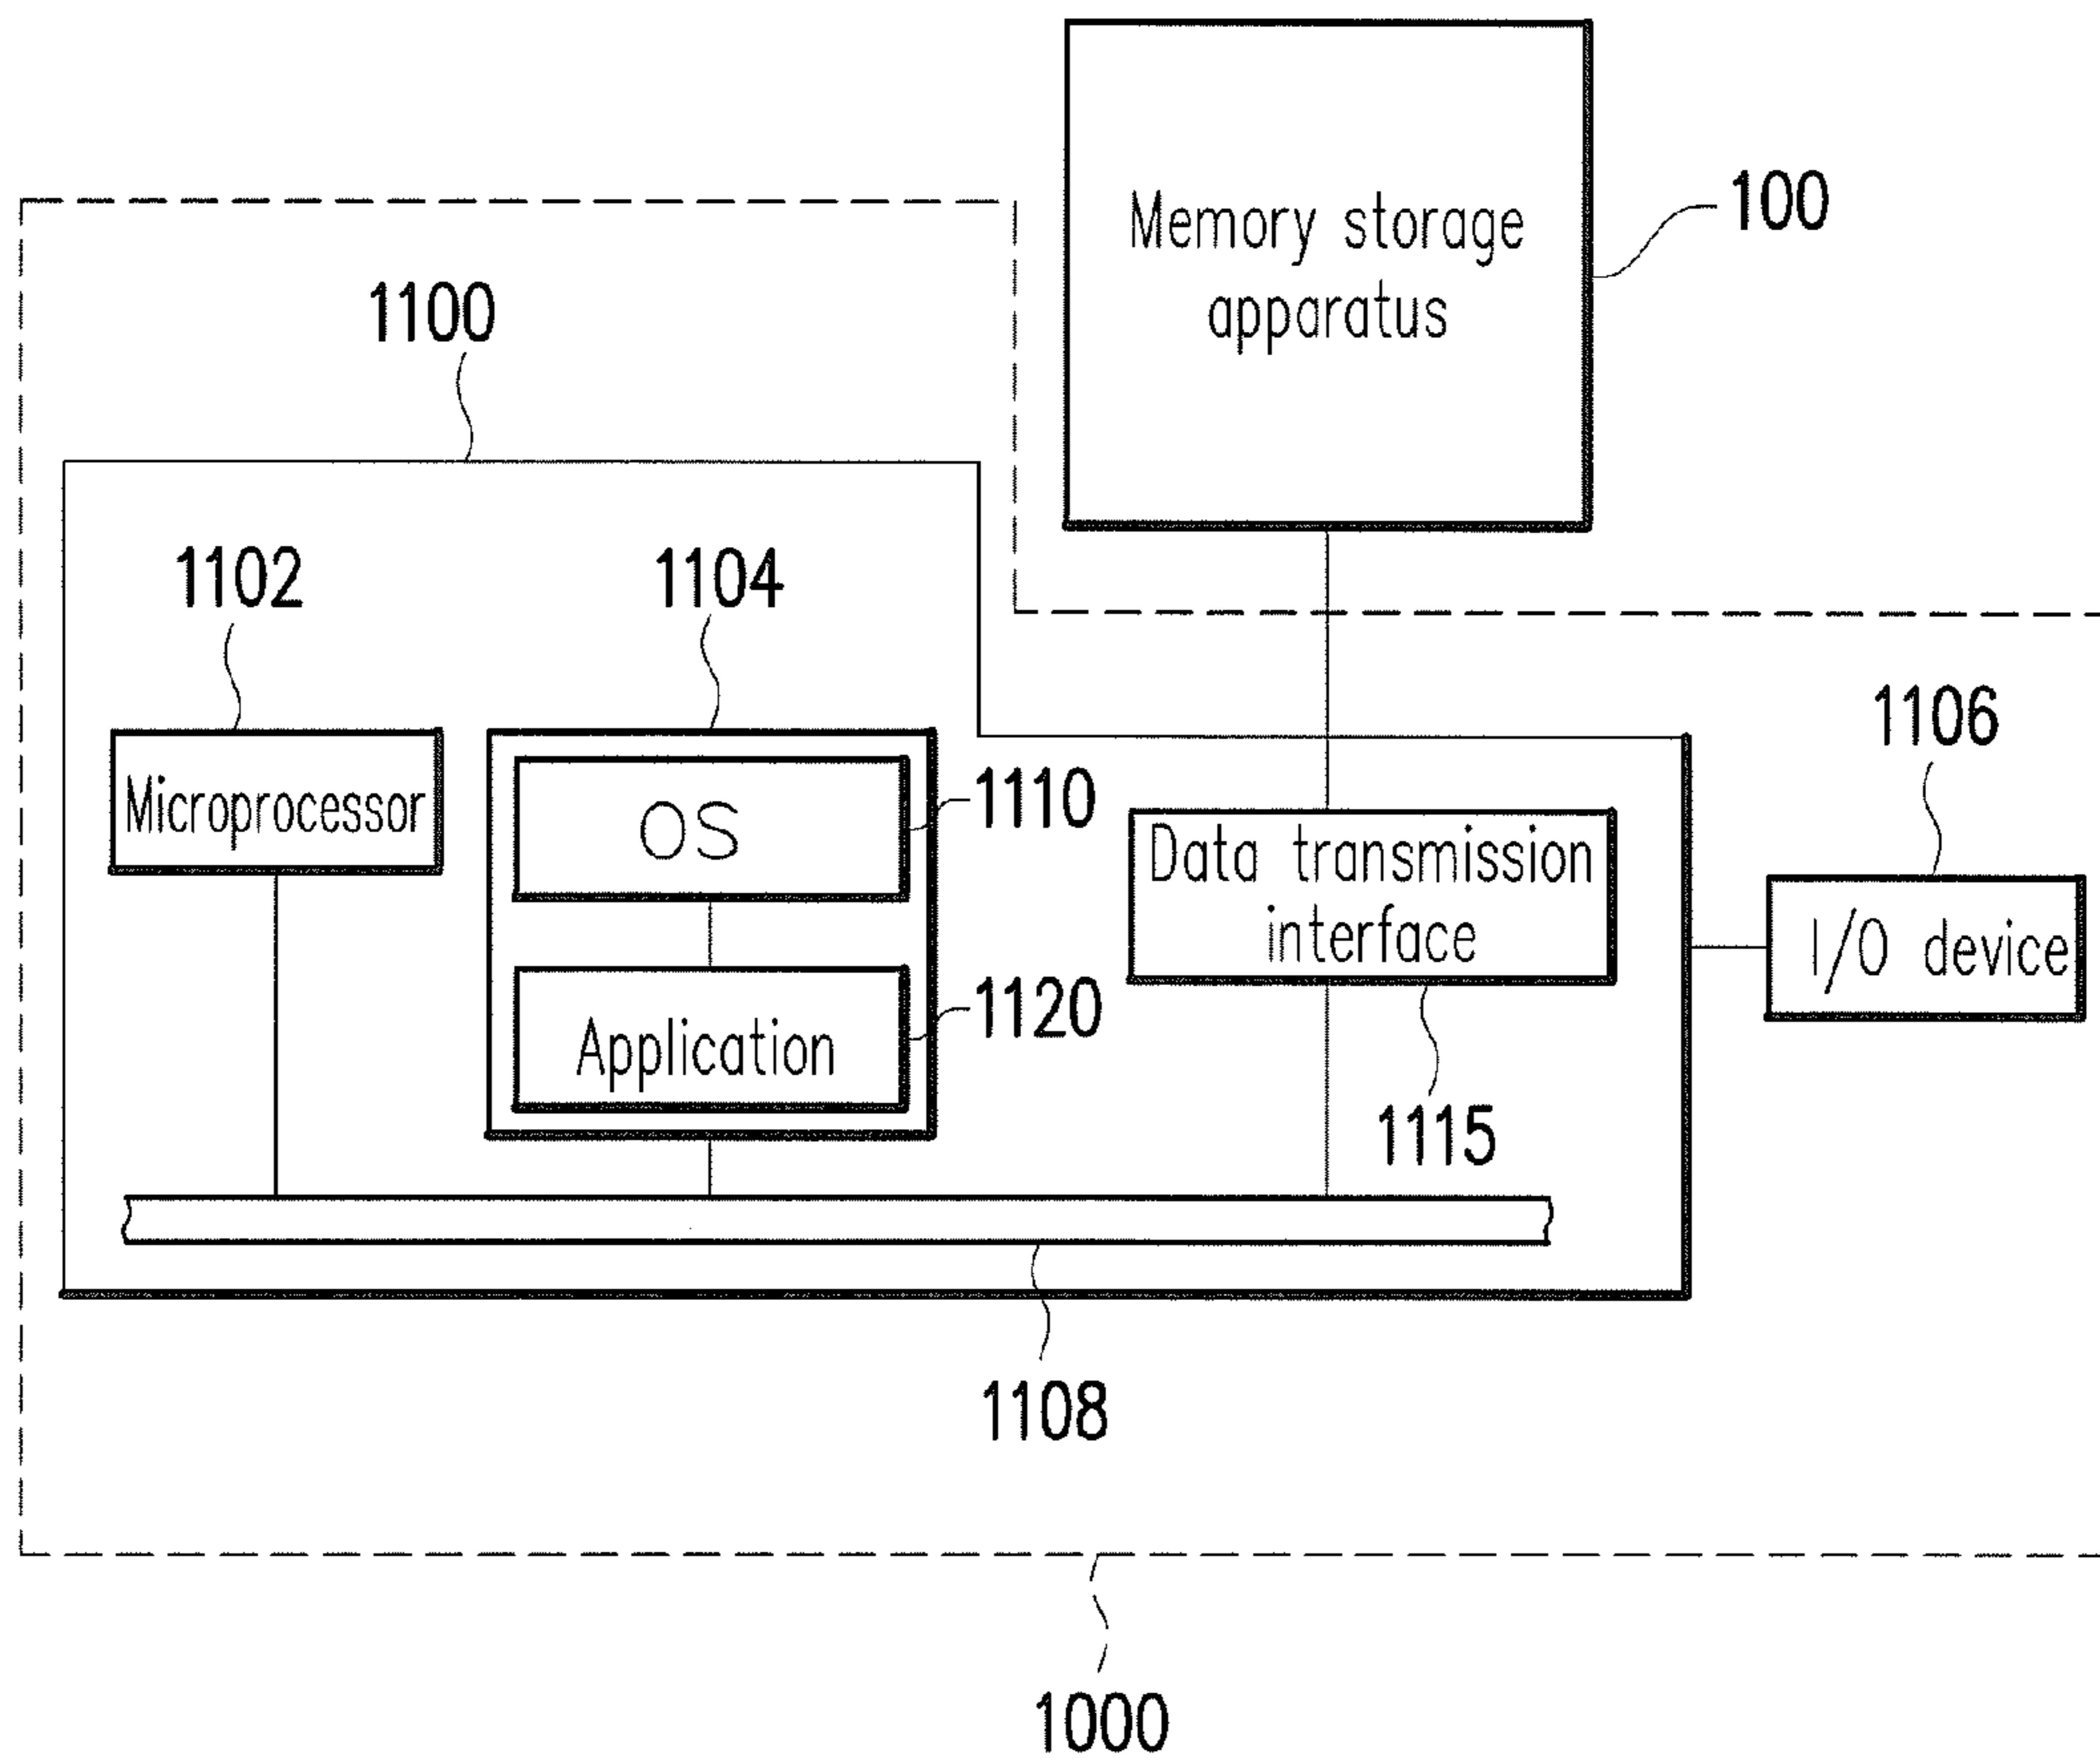 Memory storage
apparatus
100
1100
1102
1104
1106
Microprocessor
OS
1110
Data transmission
interface
I/O device
Application
1120
1115
1108
1000